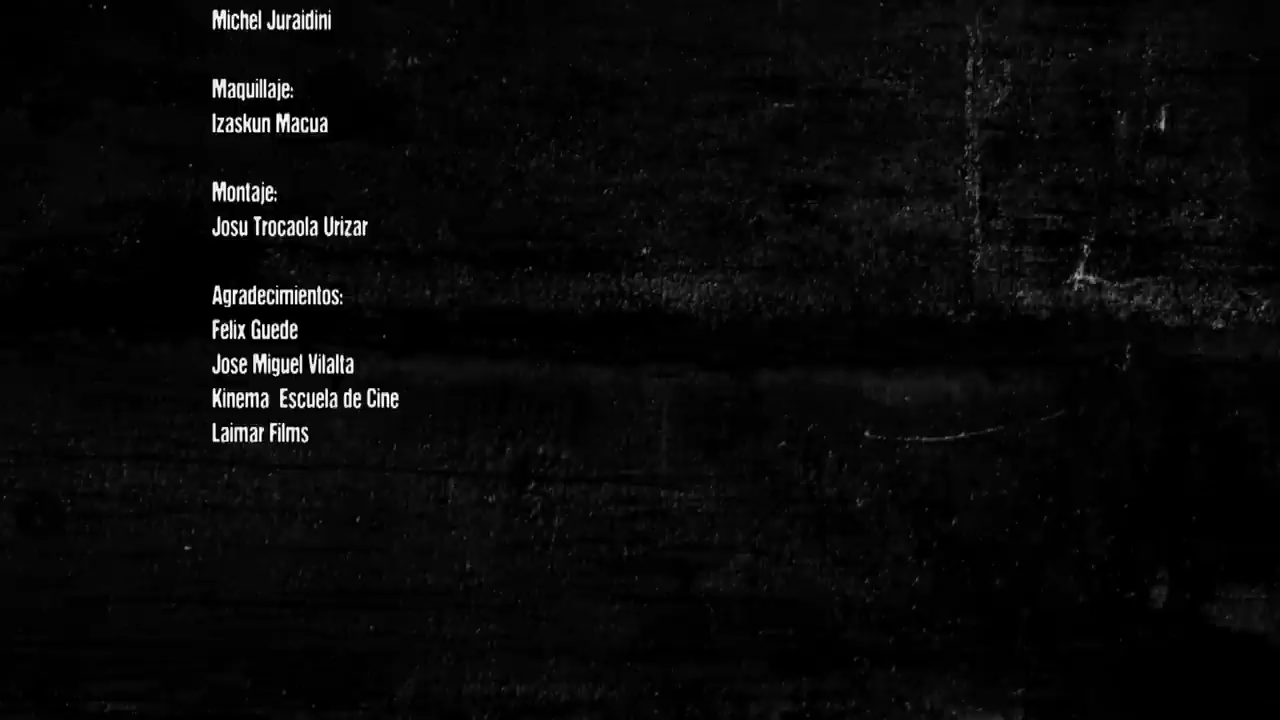 Michel Juraidini
Maquillaje:
Izaskun Macua
Montaje:
Josu Trocaola Urizar
Agradecimientos:
Felix Guede
Jose Miguel Vilalta
Kinema Escuela de Cine
Laimar Films